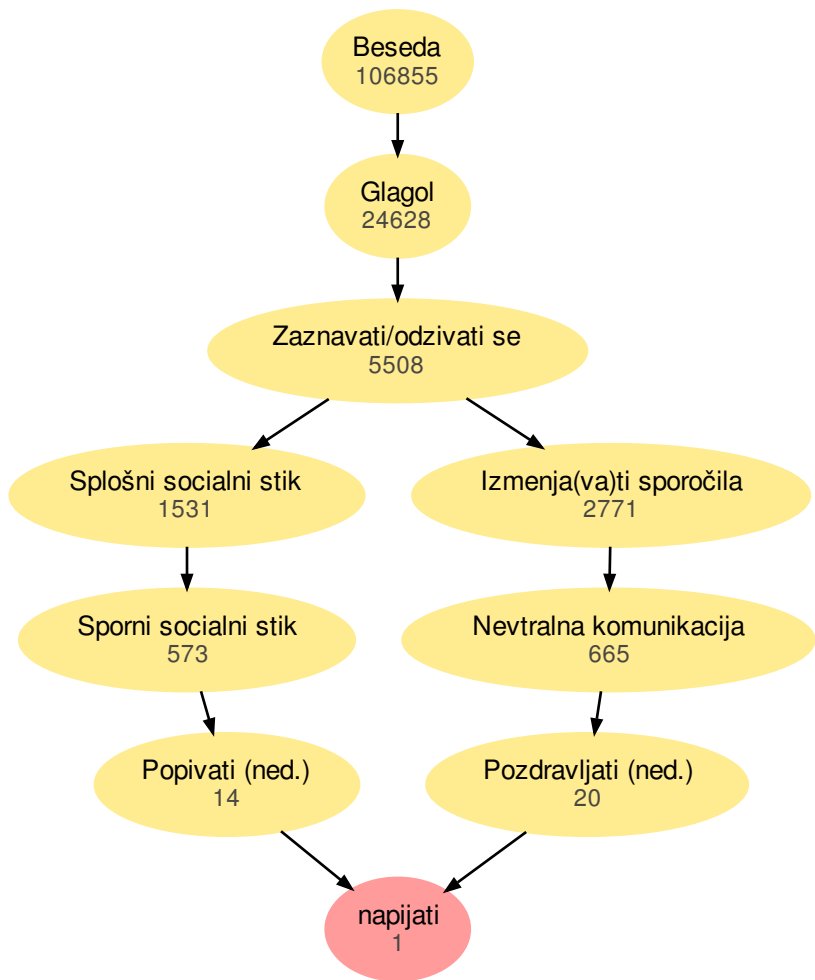 Beseda
106855
Glagol
24628
Zaznavati/odzivati se
5508
Splošni socialni stik
1531
Izmenja(va)ti sporočila
2771
Sporni socialni stik
573
Nevtralna komunikacija
665
Popivati (ned.)
14
Pozdravljati (ned.)
20
napijati
1